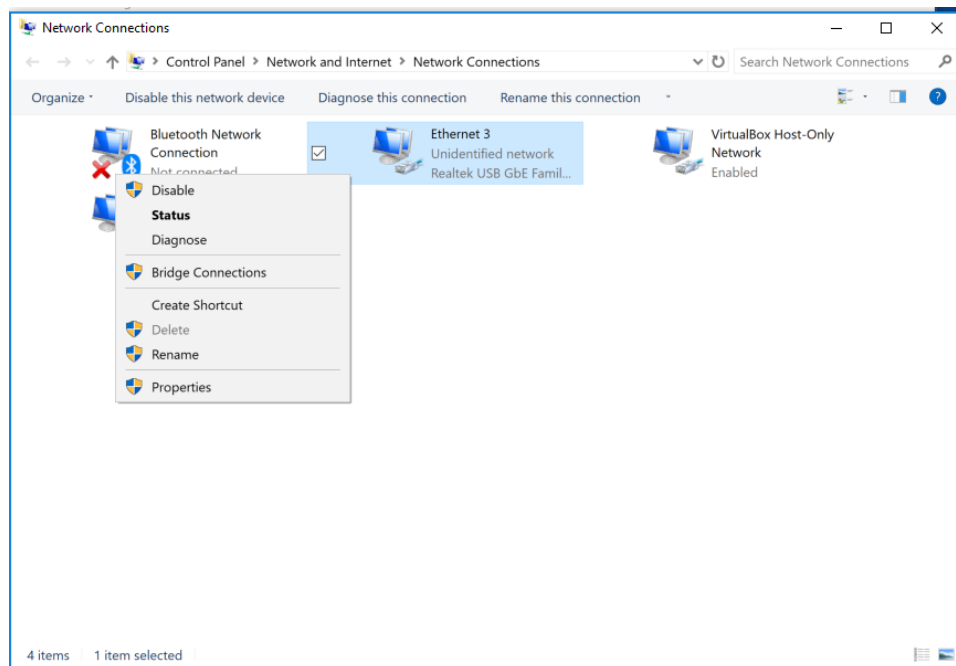 Network Connections
Control Panel > Network and Internet > Network Connections
Search Network Connections
Organize
Disable this network device
Diagnose this connection
Rename this connection
Bluetooth Network
Connection
Not connected
Ethernet 3
Unidentified network
Realtek USB GbE Famil...
VirtualBox Host-Only
Network
Enabled
Disable
Status
Diagnose
Bridge Connections
Create Shortcut
Delete
Rename
Properties
4 items
1 item selected